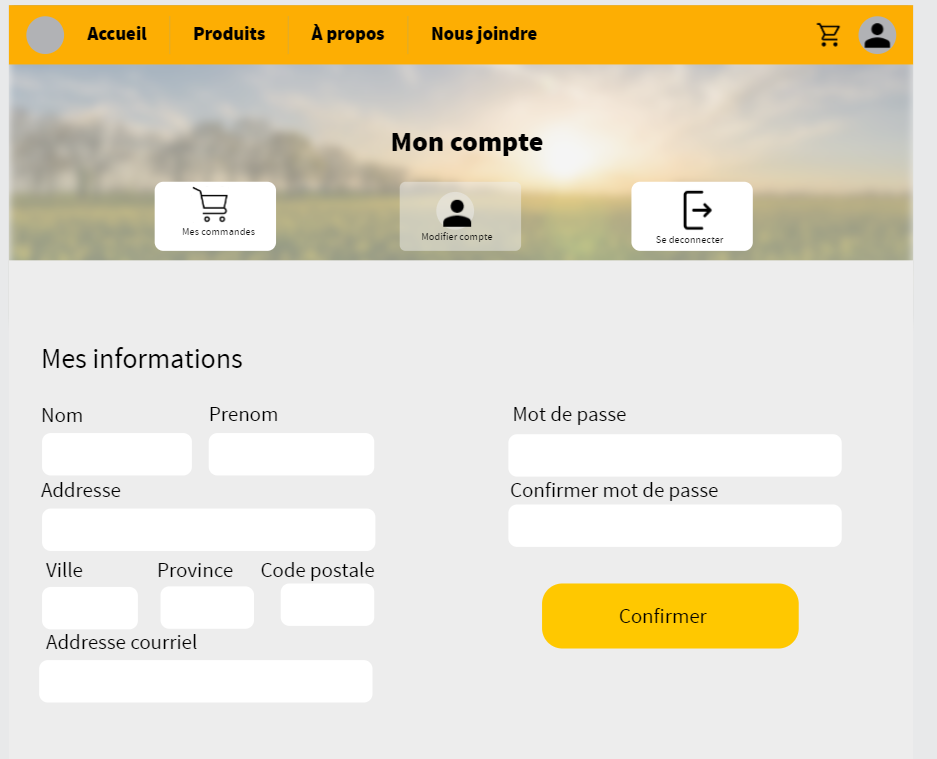 Accueil Produits À propos Nous joindre
Mon compte
Mes commandes Modifier compte Se deconnecter
Mes informations
Nom Prenom Mot de passe
Addresse Confirmer mot de passe
Ville Province Code postale
Confirmer
Addresse courriel